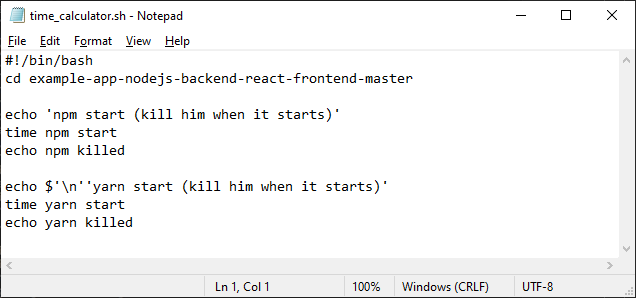 time_calculator.sh - Notepad
File Edit Format View Help
#!/bin/bash
cd example-app-nodejs-backend-react-frontend-master
echo 'npm start (kill him when it starts)'
time npm start
echo npm killed
echo $'\n''yarn start (kill him when it starts)'
time yarn start
echo yarn killed
Ln 1, Col 1 100% Windows (CRLF) UTF-8